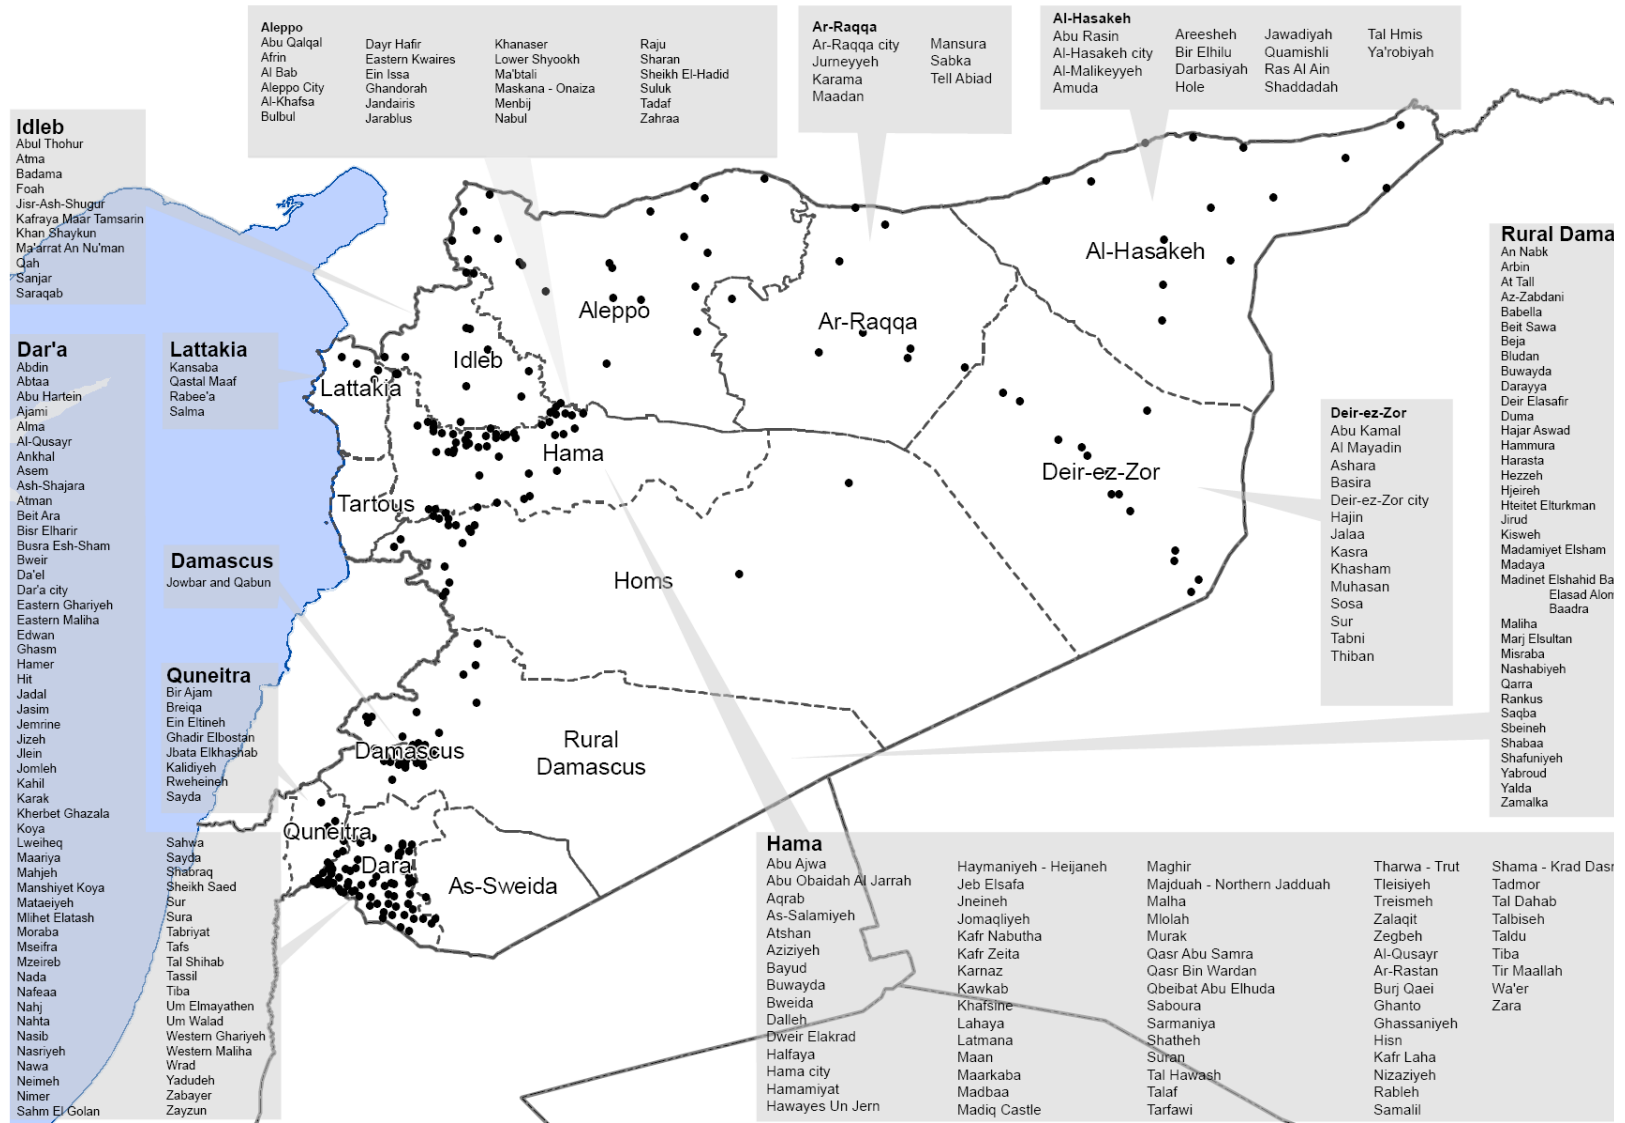 Aleppo
Abu Qalqal
Afrin
Al Bab
Aleppo City
Al-Khafsa
Bulbul
Dayr Hafir
Eastern Kwaires
Ein Issa
Ghandorah
Jandairis
Jarablus
Khanaser
Lower Shyookh
Ma'btali
Maskana - Onaiza
Menbij
Nabul
Raju
Sharan
Sheikh El-Hadid
Suluk
Tadaf
Zahraa
Ar-Raqqa
Ar-Raqqa city
Jurneyyeh
Karama
Maadan
Mansura
Sabka
Tell Abiad
Al-Hasakeh
Abu Rasin
Al-Hasakeh city
Al-Malikeyyeh
Amuda
Areesheh
Bir Elhilu
Darbasiyah
Hole
Jawadiyah
Quamishli
Ras Al Ain
Shaddadah
Tal Hmis
Ya'robiyah
Idleb
Abul Thohur
Atma
Badama
Foah
Jisr-Ash-Shugur
Kafraya Maar Tamsarin
Khan Shaykun
Ma'arrat An Nu'man
Qah
Sanjar
Saraqab
Dar'a
Abdin
Abtaa
Abu Hartein
Ajami
Alma
Al-Qusayr
Ankhal
Asem
Ash-Shajara
Atman
Beit Ara
Bisr Elharir
Busra Esh-Sham
Bweir
Da'el
Dar'a city
Eastern Ghariyeh
Eastern Maliha
Edwan
Ghasm
Hamer
Hit
Jadal
Jasim
Jemrine
Jizeh
Jlein
Jomleh
Kahil
Karak
Kherbet Ghazala
Koya
Lweiheq
Maariya
Mahjeh
Manshiyet Koya
Mataeiyeh
Mlihet Elatash
Moraba
Mseifra
Mzeireb
Nada
Nafeaa
Nahj
Nahta
Nasib
Nasriyeh
Nawa
Neimeh
Nimer
Sahm El Golan
Sahwa
Sayda
Shabraq
Sheikh Saed
Sur
Sura
Tabriyat
Tafs
Tal Shihab
Tassil
Tiba
Um Elmayathen
Um Walad
Western Ghariyeh
Western Maliha
Wrad
Yadudeh
Zabayer
Zayzun
Lattakia
Kansaba
Qastal Maaf
Rabee'a
Salma
Damascus
Jowbar and Qabun
Quneitra
Bir Ajam
Breiqa
Ein Eltineh
Ghadir Elbostan
Jbata Elkhashab
Kalidiyeh
Rweheineh
Sayda
Al-Hasakeh
Aleppo
Ar-Raqqa
Idleb
Lattakia
Hama
Deir-ez-Zor
Tartous
Homs
Damascus
Rural
Damascus
Quneitra
Dara
As-Sweida
Rural Dama
An Nabk
Arbin
At Tall
Az-Zabdani
Babella
Beit Sawa
Beja
Bludan
Buwayda
Darayya
Deir Elasafir
Duma
Hajar Aswad
Hammura
Harasta
Hezzeh
Hjeireh
Hteitet Elturkman
Jirud
Kisweh
Madamiyet Elsham
Madaya
Madinet Elshahid Ba
Elasad Alom
Baadra
Maliha
Marj Elsultan
Misraba
Nashabiyeh
Qarra
Rankus
Saqba
Sbeineh
Shabaa
Shafuniyeh
Yabroud
Yalda
Zamalka
Deir-ez-Zor
Abu Kamal
Al Mayadin
Ashara
Basira
Deir-ez-Zor city
Hajin
Jalaa
Kasra
Khasham
Muhasan
Sosa
Sur
Tabni
Thiban
Hama
Abu Ajwa
Abu Obaidah Al Jarrah
Aqrab
As-Salamiyeh
Atshan
Aziziyeh
Bayud
Buwayda
Bweida
Dalleh
Dweir Elakrad
Halfaya
Hama city
Hamamiyat
Hawayes Un Jern
Haymaniyeh - Heijaneh
Jeb Elsafa
Jneineh
Jomaqliyeh
Kafr Nabutha
Kafr Zeita
Karnaz
Kawkab
Khafsine
Lahaya
Latmana
Maan
Maarkaba
Madbaa
Madiq Castle
Maghir
Majduah - Northern Jadduah
Malha
Mlolah
Murak
Qasr Abu Samra
Qasr Bin Wardan
Qbeibat Abu Elhuda
Saboura
Sarmaniya
Shatheh
Suran
Tal Hawash
Talaf
Tarfawi
Tharwa - Trut
Tleisiyeh
Treismeh
Zalaqit
Zegbeh
Al-Qusayr
Ar-Rastan
Burj Qaei
Ghanto
Ghassaniyeh
Hisn
Kafr Laha
Nizaziyeh
Rableh
Samalil
Shama - Krad Dasr
Tadmor
Tal Dahab
Talbiseh
Taldu
Tiba
Tir Maallah
Wa'er
Zara